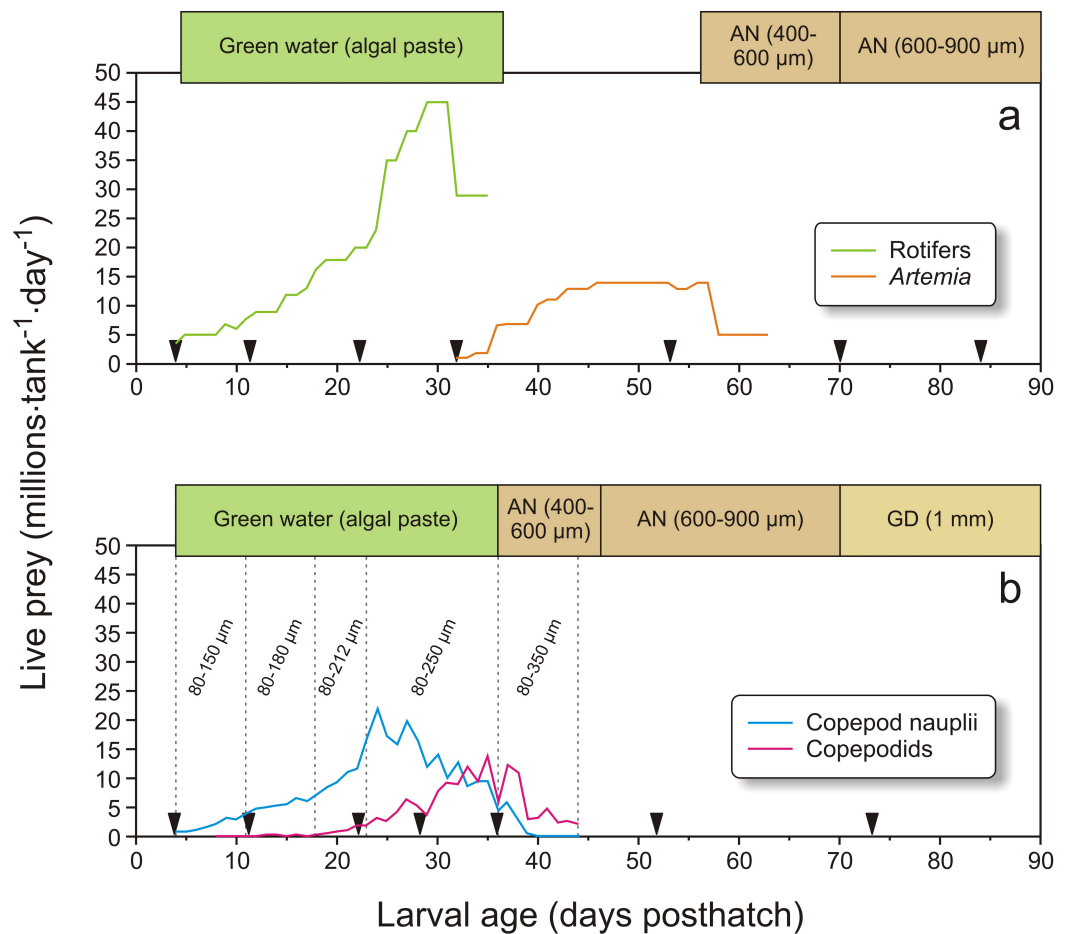 Green water (algal paste)
AN (400-
600 µm)
AN (600-900 µm)
a
50
45
40
35
30
25
20
15
10
5
0
Rotifers
Artemia
0 10 20 30 40 50 60 70 80 90
Live prey (millions·tank⁻¹·day⁻¹)
Green water (algal paste)
AN (400-
600 µm)
AN (600-900 µm)
GD (1 mm)
b
50
45
40
35
30
25
20
15
10
5
0
80-150 µm
80-180 µm
80-212 µm
80-250 µm
80-350 µm
Copepod nauplii
Copepodids
0 10 20 30 40 50 60 70 80 90
Larval age (days posthatch)